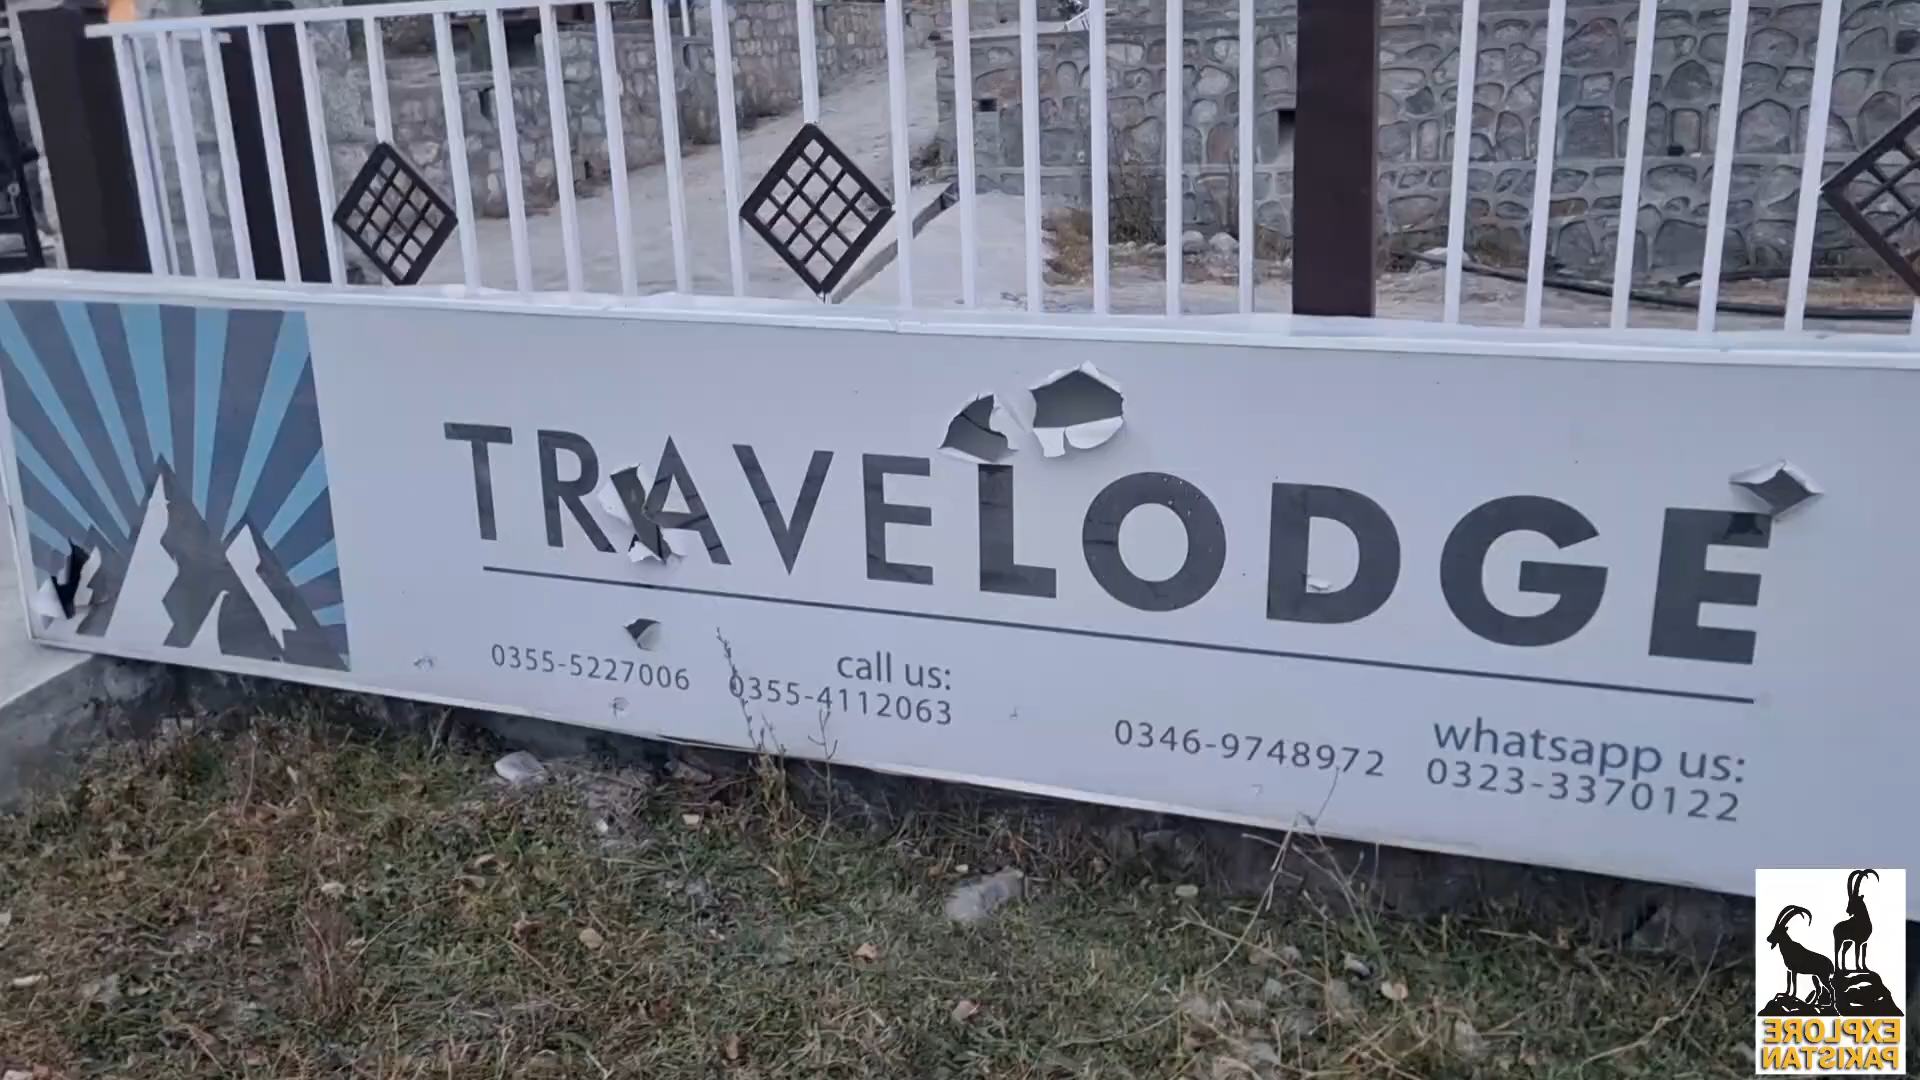 TRAVELODGE
call us:
0355-5227006 0355-4112063
whatsapp us:
0346-9748972 0323-3370122
EXPLORE
PAKISTAN